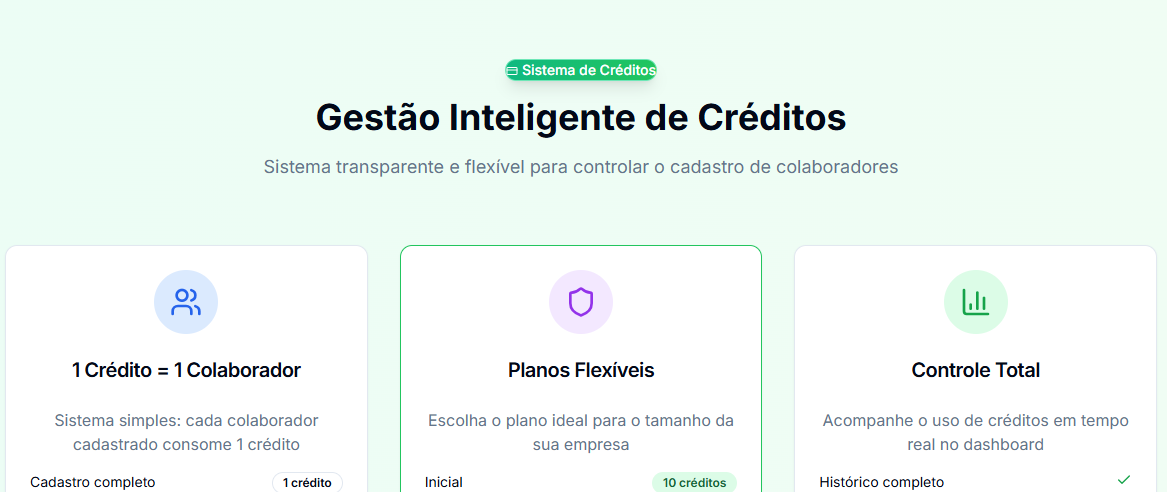 Sistema de Créditos
Gestão Inteligente de Créditos
Sistema transparente e flexível para controlar o cadastro de colaboradores
1 Crédito = 1 Colaborador
Sistema simples: cada colaborador
cadastrado consome 1 crédito
Cadastro completo
1 crédito
Planos Flexíveis
Escolha o plano ideal para o tamanho da
sua empresa
Inicial
10 créditos
Controle Total
Acompanhe o uso de créditos em tempo
real no dashboard
Histórico completo